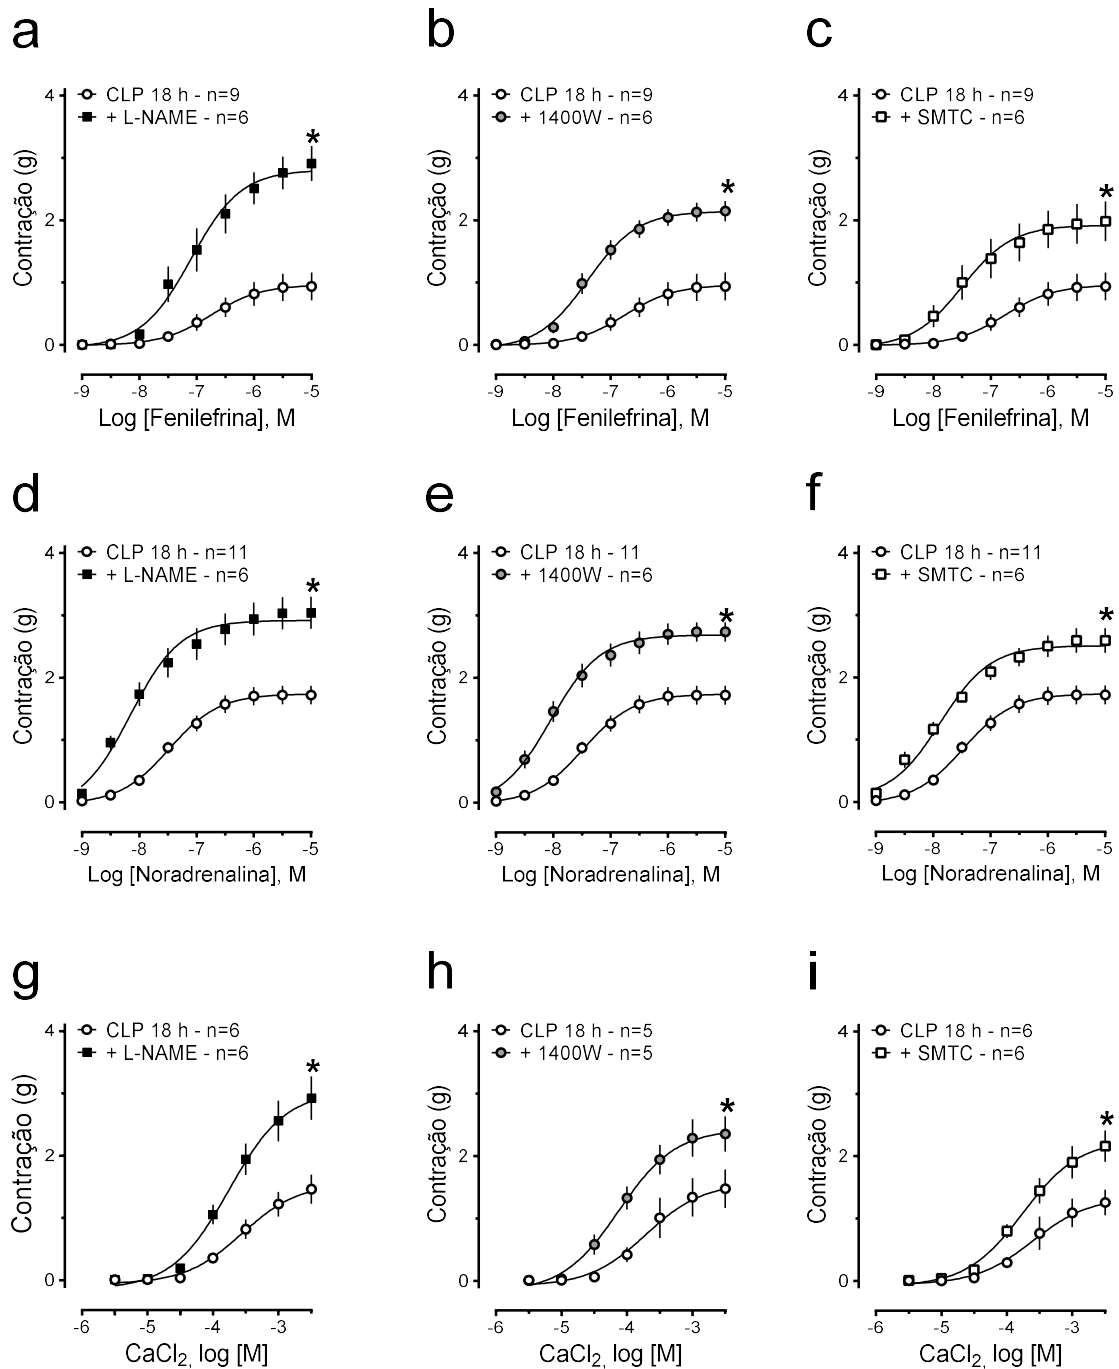 a
CLP 18 h - n=9
+ L-NAME - n=6
*
4
2
0
Contração (g)
-9 -8 -7 -6 -5
Log [Fenilefrina], M
b
CLP 18 h - n=9
+ 1400W - n=6
*
4
2
0
Contração (g)
-9 -8 -7 -6 -5
Log [Fenilefrina], M
c
CLP 18 h - n=9
+ SMTC - n=6
*
4
2
0
Contração (g)
-9 -8 -7 -6 -5
Log [Fenilefrina], M
d
CLP 18 h - n=11
+ L-NAME - n=6
*
4
2
0
Contração (g)
-9 -8 -7 -6 -5
Log [Noradrenalina], M
e
CLP 18 h - 11
+ 1400W - n=6
*
4
2
0
Contração (g)
-9 -8 -7 -6 -5
Log [Noradrenalina], M
f
CLP 18 h - n=11
+ SMTC - n=6
*
4
2
0
Contração (g)
-9 -8 -7 -6 -5
Log [Noradrenalina], M
g
CLP 18 h - n=6
+ L-NAME - n=6
*
4
2
0
Contração (g)
-6 -5 -4 -3
CaCl2, log [M]
h
CLP 18 h - n=5
+ 1400W - n=5
*
4
2
0
Contração (g)
-6 -5 -4 -3
CaCl2, log [M]
i
CLP 18 h - n=6
+ SMTC - n=6
*
4
2
0
Contração (g)
-6 -5 -4 -3
CaCl2, log [M]